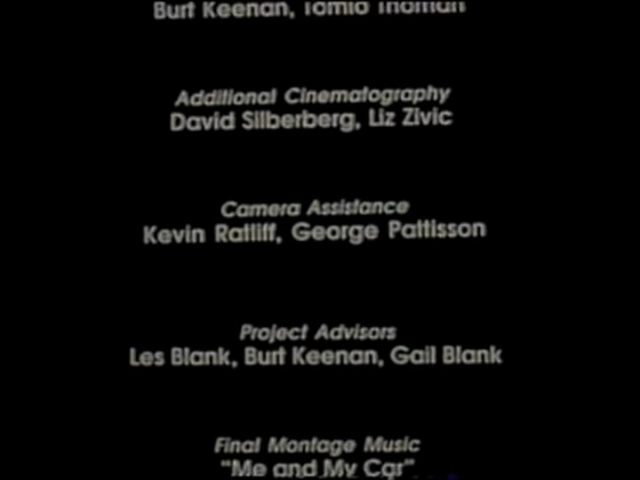 Burt Keenan,
Additional Cinematography
David Silberberg, Liz Zivic
Camera Assistance
Kevin Ratliff, George Pattisson
Project Advisors
Les Blank, Burt Keenan, Gail Blank
Final Montage Music
"Me and My Car"